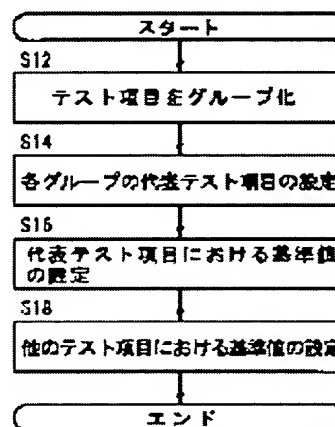 スタート
S12
テスト項目をグループ化
S14
各グループの代表テスト項目の設定
S16
代表テスト項目における基準値
の設定
S18
他のテスト項目における基準値の設定
エンド